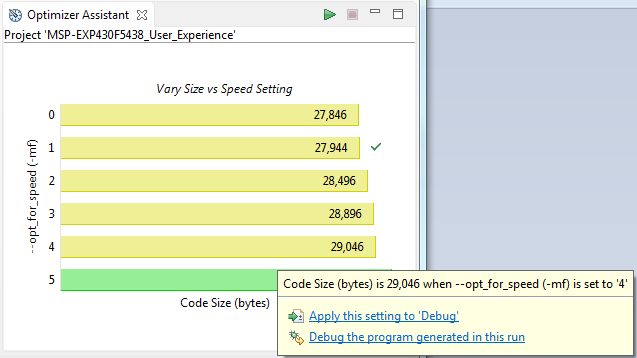 Optimizer Assistant
Project 'MSP-EXP430F5438_User_Experience'
Vary Size vs Speed Setting
--opt_for_speed (-mf)
0 27,846
1 27,944
2 28,496
3 28,896
4 29,046
5
Code Size (bytes)
Code Size (bytes) is 29,046 when --opt_for_speed (-mf) is set to '4'
Apply this setting to 'Debug'
Debug the program generated in this run